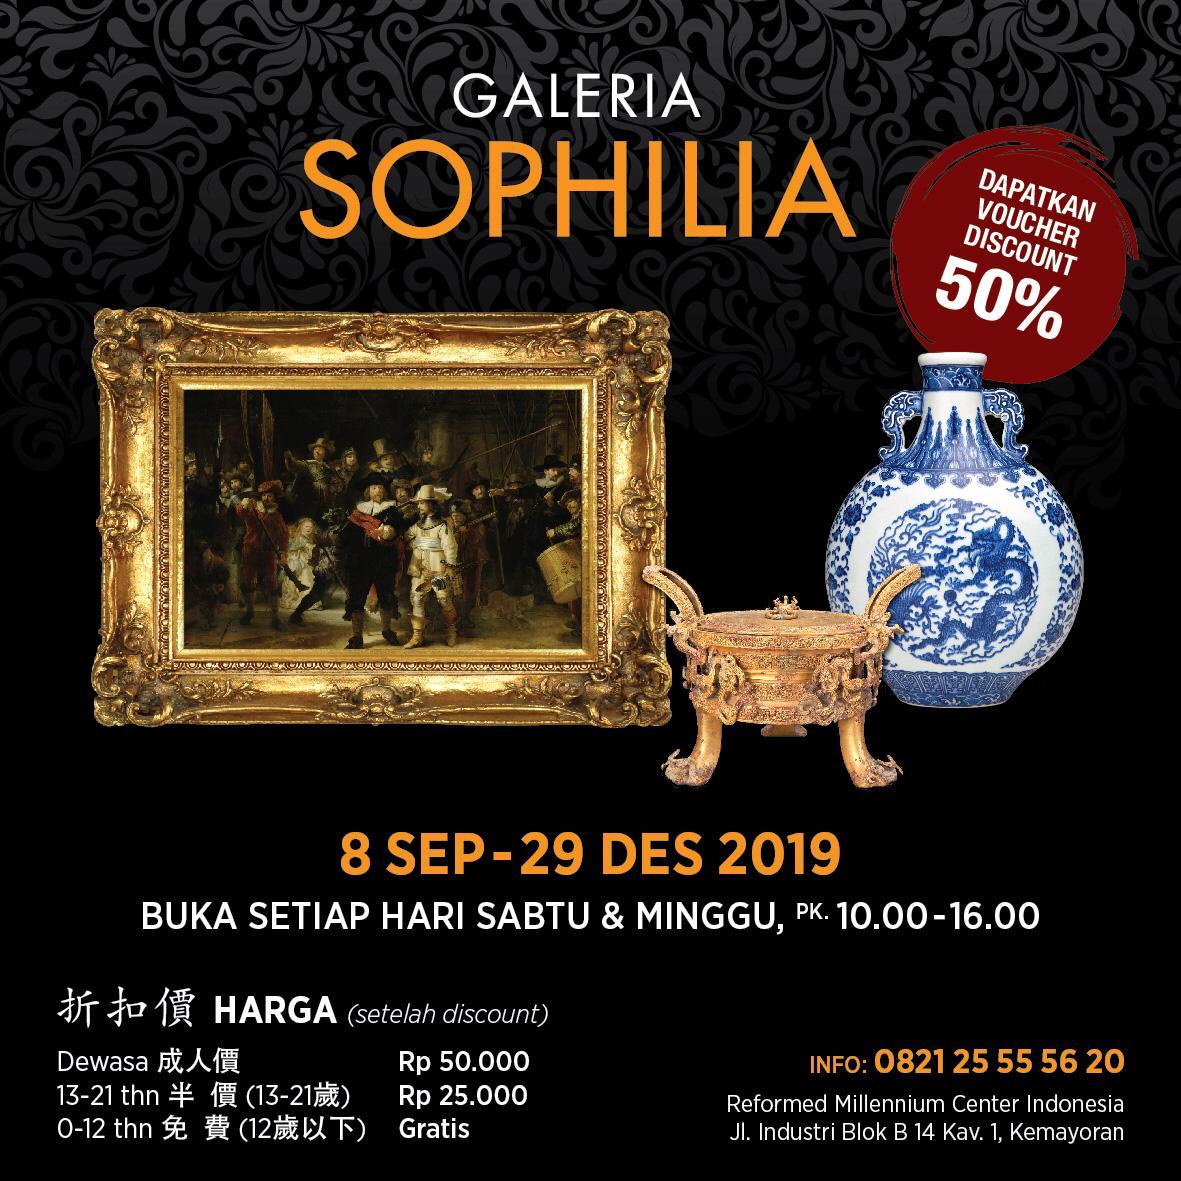 GALERIA
SOPHILIA
DAPATKAN
VOUCHER
DISCOUNT
50%
8 SEP - 29 DES 2019
BUKA SETIAP HARI SABTU & MINGGU, PK. 10.00 - 16.00
折扣價 HARGA (setelah discount)
Dewasa 成人價 Rp 50.000
13-21 thn 半 價 (13-21歲) Rp 25.000
0-12 thn 免 費 (12歲以下) Gratis
INFO: 0821 25 55 56 20
Reformed Millennium Center Indonesia
Jl. Industri Blok B 14 Kav. 1, Kemayoran